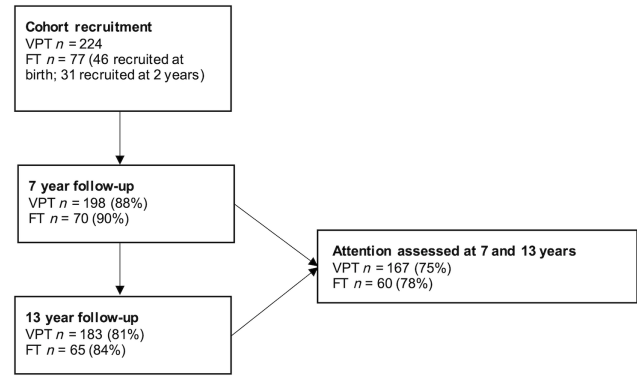 Cohort recruitment
VPT n = 224
FT n = 77 (46 recruited at
birth; 31 recruited at 2 years)
7 year follow-up
VPT n = 198 (88%)
FT n = 70 (90%)
Attention assessed at 7 and 13 years
VPT n = 167 (75%)
FT n = 60 (78%)
13 year follow-up
VPT n = 183 (81%)
FT n = 65 (84%)